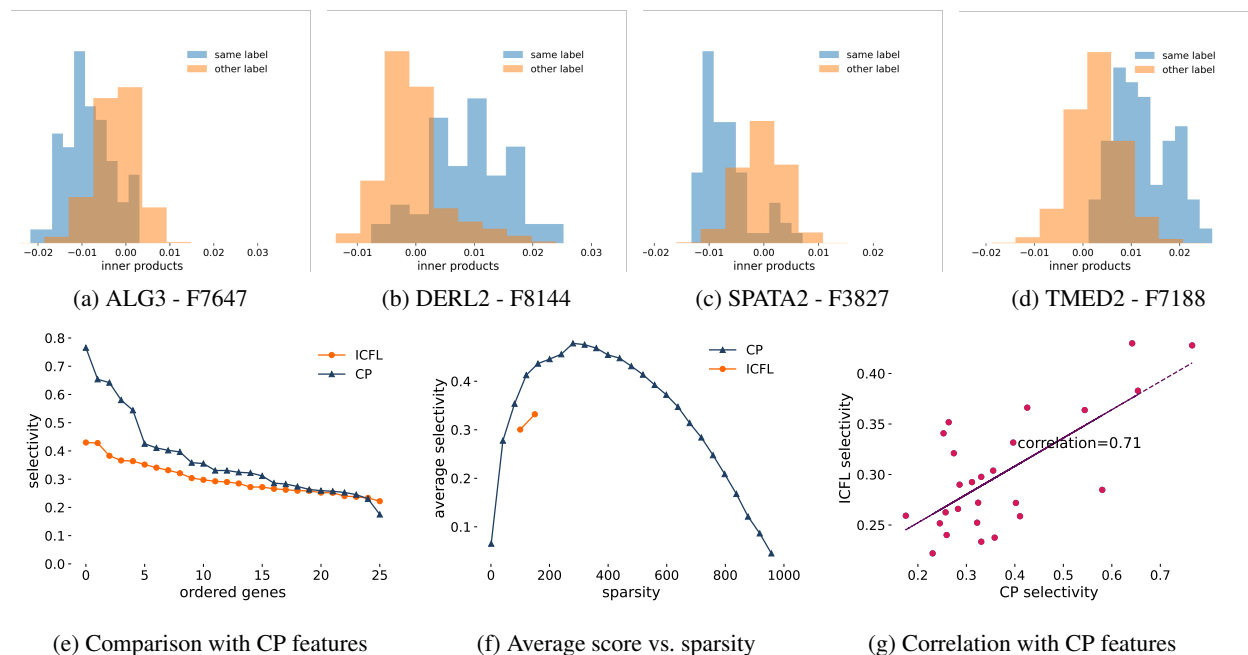 same label
other label
−0.02 −0.01 0.00 0.01 0.02 0.03
inner products
(a) ALG3 - F7647
same label
other label
−0.01 0.00 0.01 0.02 0.03
inner products
(b) DERL2 - F8144
same label
other label
−0.02 −0.01 0.00 0.01 0.02
inner products
(c) SPATA2 - F3827
same label
other label
−0.02 −0.01 0.00 0.01 0.02
inner products
(d) TMED2 - F7188
ICFL
CP
selectivity
0.8
0.7
0.6
0.5
0.4
0.3
0.2
0.1
0.0
0 5 10 15 20 25
ordered genes
(e) Comparison with CP features
CP
ICFL
average selectivity
0.4
0.3
0.2
0.1
0 200 400 600 800 1000
sparsity
(f) Average score vs. sparsity
ICFL selectivity
0.40
0.35
0.30
0.25
correlation=0.71
0.2 0.3 0.4 0.5 0.6 0.7
CP selectivity
(g) Correlation with CP features